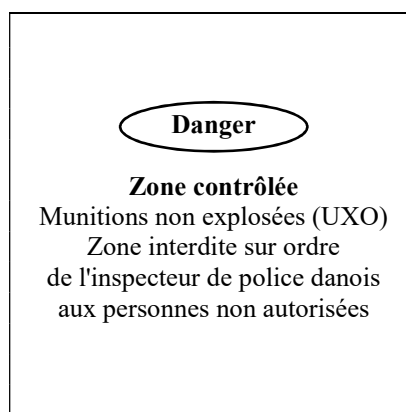 Danger
Zone contrôlée
Munitions non explosées (UXO)
Zone interdite sur ordre
de l'inspecteur de police danois
aux personnes non autorisées